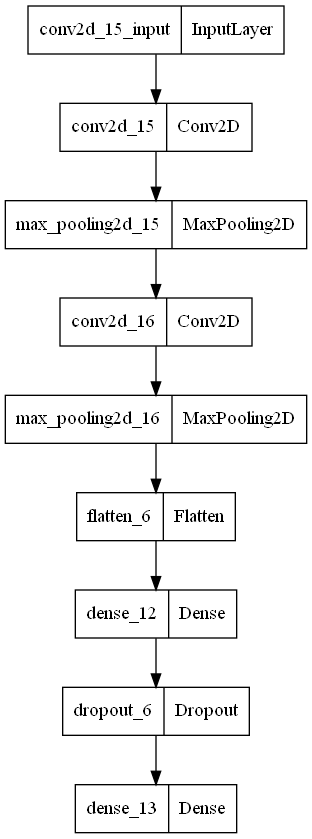 conv2d_15_input InputLayer
conv2d_15 Conv2D
max_pooling2d_15 MaxPooling2D
conv2d_16 Conv2D
max_pooling2d_16 MaxPooling2D
flatten_6 Flatten
dense_12 Dense
dropout_6 Dropout
dense_13 Dense